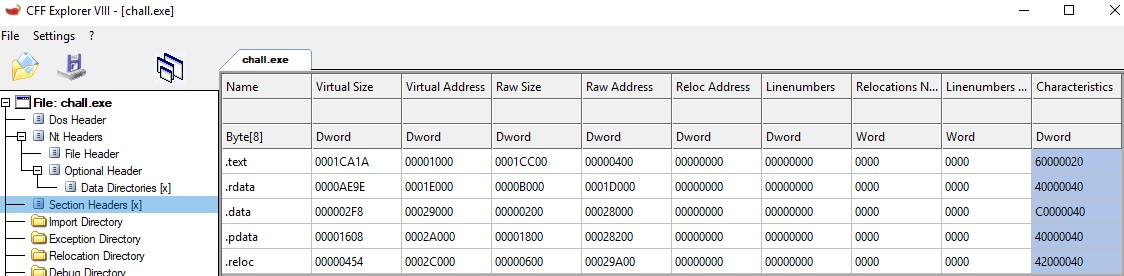 CFF Explorer VIII - [chall.exe]
File Settings ?
chall.exe
File: chall.exe
Dos Header
Nt Headers
File Header
Optional Header
Data Directories [x]
Section Headers [x]
Import Directory
Exception Directory
Relocation Directory
Debug Directory
Name Virtual Size Virtual Address Raw Size Raw Address Reloc Address Linenumbers Relocations N... Linenumbers ... Characteristics
Byte[8] Dword Dword Dword Dword Dword Dword Word Word Dword
.text 0001CA1A 00001000 0001CC00 00000400 00000000 00000000 0000 0000 60000020
.rdata 0000AE9E 0001E000 0000B000 0001D000 00000000 00000000 0000 0000 40000040
.data 000002F8 00029000 00000200 00028000 00000000 00000000 0000 0000 C0000040
.pdata 00001608 0002A000 00001800 00028200 00000000 00000000 0000 0000 40000040
.reloc 00000454 0002C000 00000600 00029A00 00000000 00000000 0000 0000 42000040